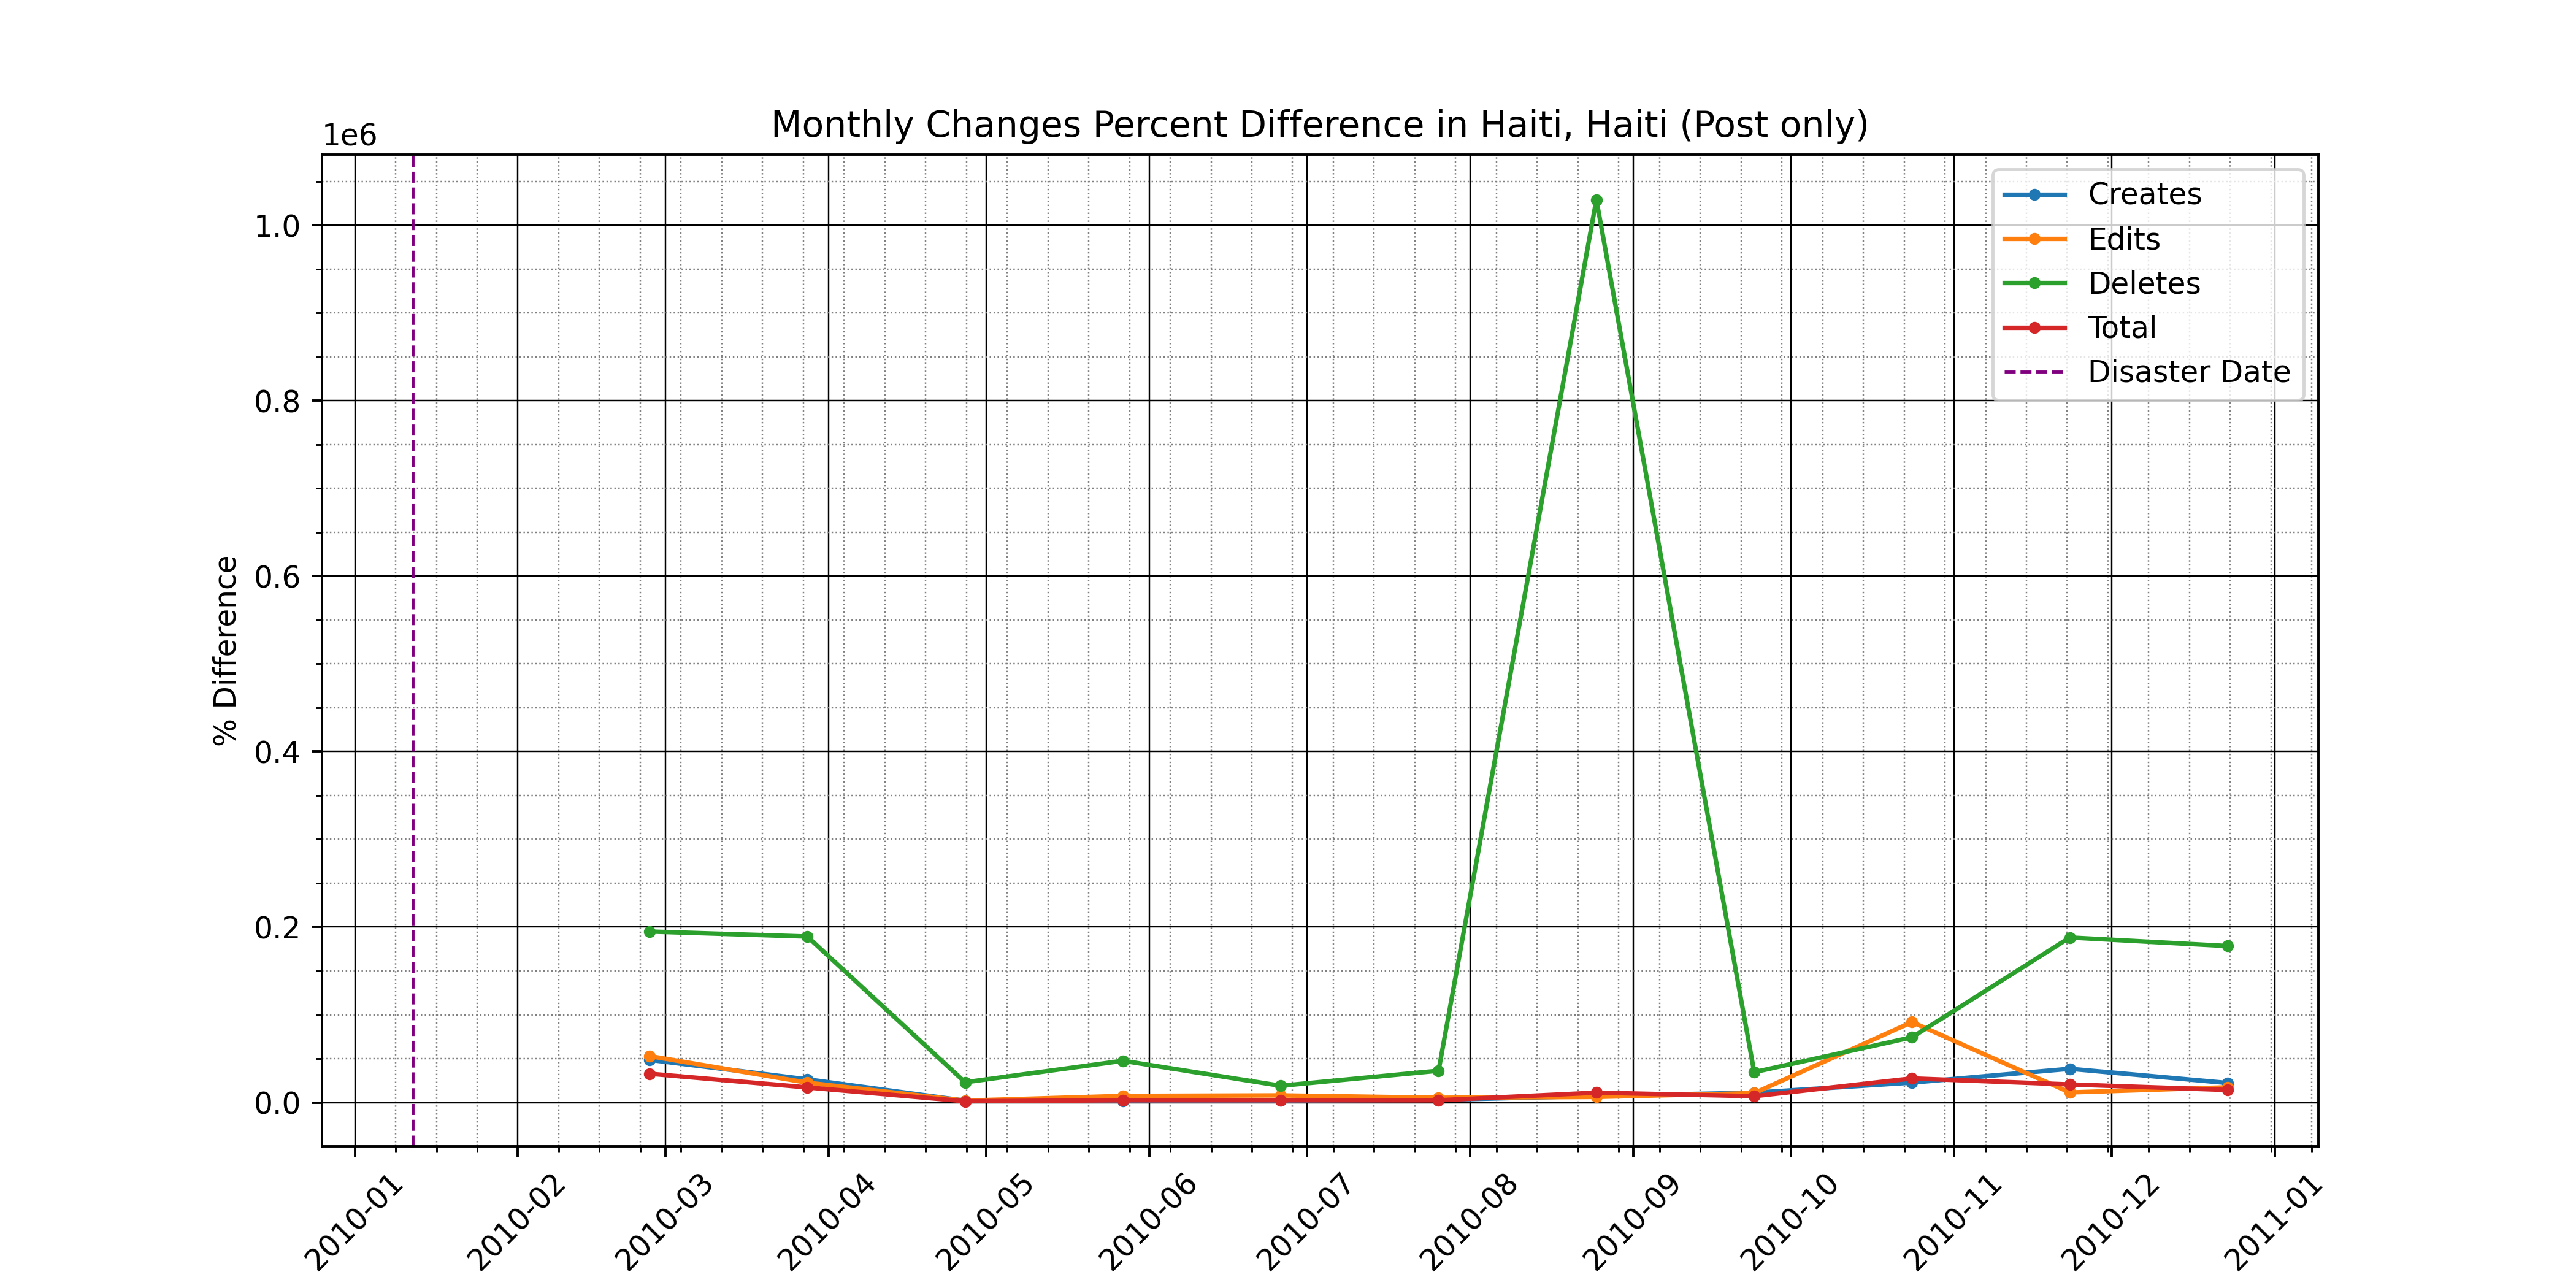 Monthly Changes Percent Difference in Haiti, Haiti (Post only)
1e6
1.0
0.8
0.6
0.4
0.2
0.0
% Difference
Creates
Edits
Deletes
Total
Disaster Date
2010-01
2010-02
2010-03
2010-04
2010-05
2010-06
2010-07
2010-08
2010-09
2010-10
2010-11
2010-12
2011-01